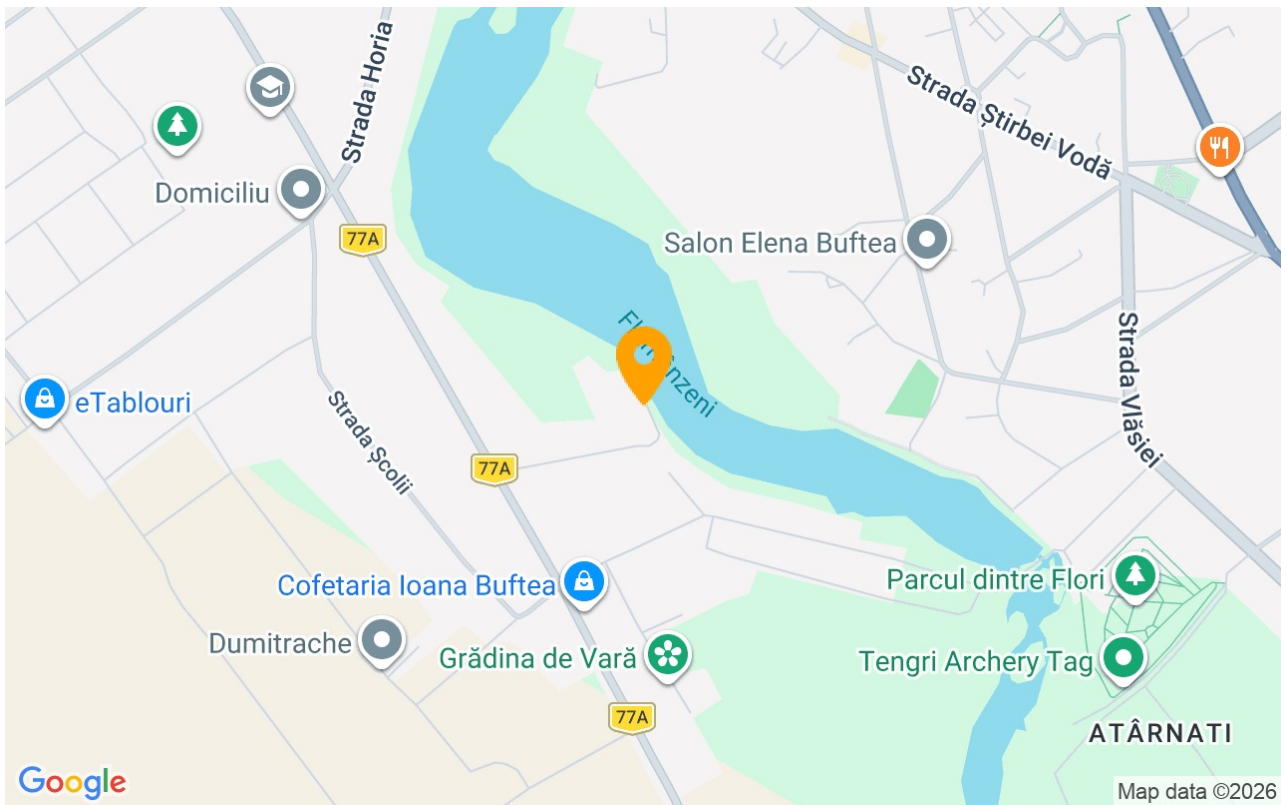 Strada Horia
Strada Știrbei Vodă
Domiciliu
77A
Salon Elena Buftea
Strada Vlăsiei
eTablouri
Strada Școlii
77A
Cofetaria Ioana Buftea
Parcul dintre Flori
Dumitrache
Grădina de Vară
Tengri Archery Tag
77A
ATÂRNATI
Google
Map data ©2026